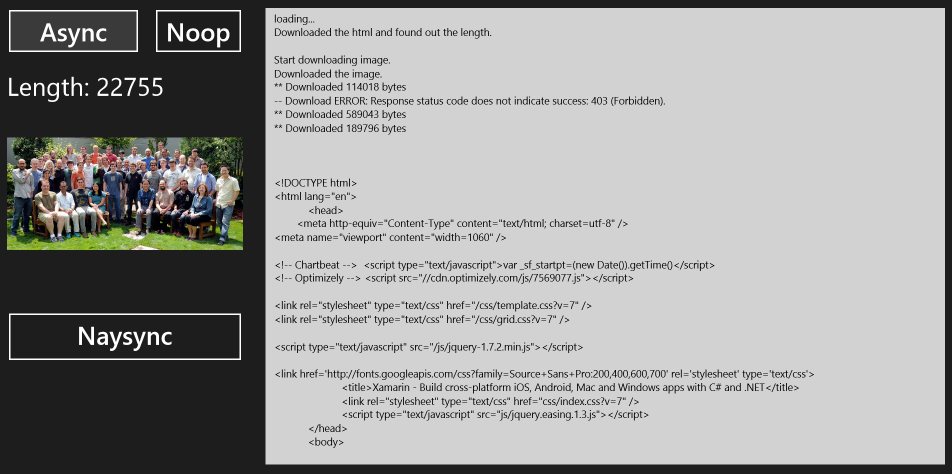 Async
Noop
Length: 22755
Naysync
loading...
Downloaded the html and found out the length.
Start downloading image.
Downloaded the image.
** Downloaded 114018 bytes
-- Download ERROR: Response status code does not indicate success: 403 (Forbidden).
** Downloaded 589043 bytes
** Downloaded 189796 bytes
<!DOCTYPE html>
<html lang="en">
<head>
<meta http-equiv="Content-Type" content="text/html; charset=utf-8" />
<meta name="viewport" content="width=1060" />
<!-- Chartbeat --> <script type="text/javascript">var _sf_startpt=(new Date()).getTime()</script>
<!-- Optimizely --> <script src="//cdn.optimizely.com/js/7569077.js"></script>
<link rel="stylesheet" type="text/css" href="/css/template.css?v=7" />
<link rel="stylesheet" type="text/css" href="/css/grid.css?v=7" />
<script type="text/javascript" src="/js/jquery-1.7.2.min.js"></script>
<link href='http://fonts.googleapis.com/css?family=Source+Sans+Pro:200,400,600,700' rel='stylesheet' type='text/css'>
<title>Xamarin - Build cross-platform iOS, Android, Mac and Windows apps with C# and .NET</title>
<link rel="stylesheet" type="text/css" href="css/index.css?v=7" />
<script type="text/javascript" src="js/jquery.easing.1.3.js"></script>
</head>
<body>